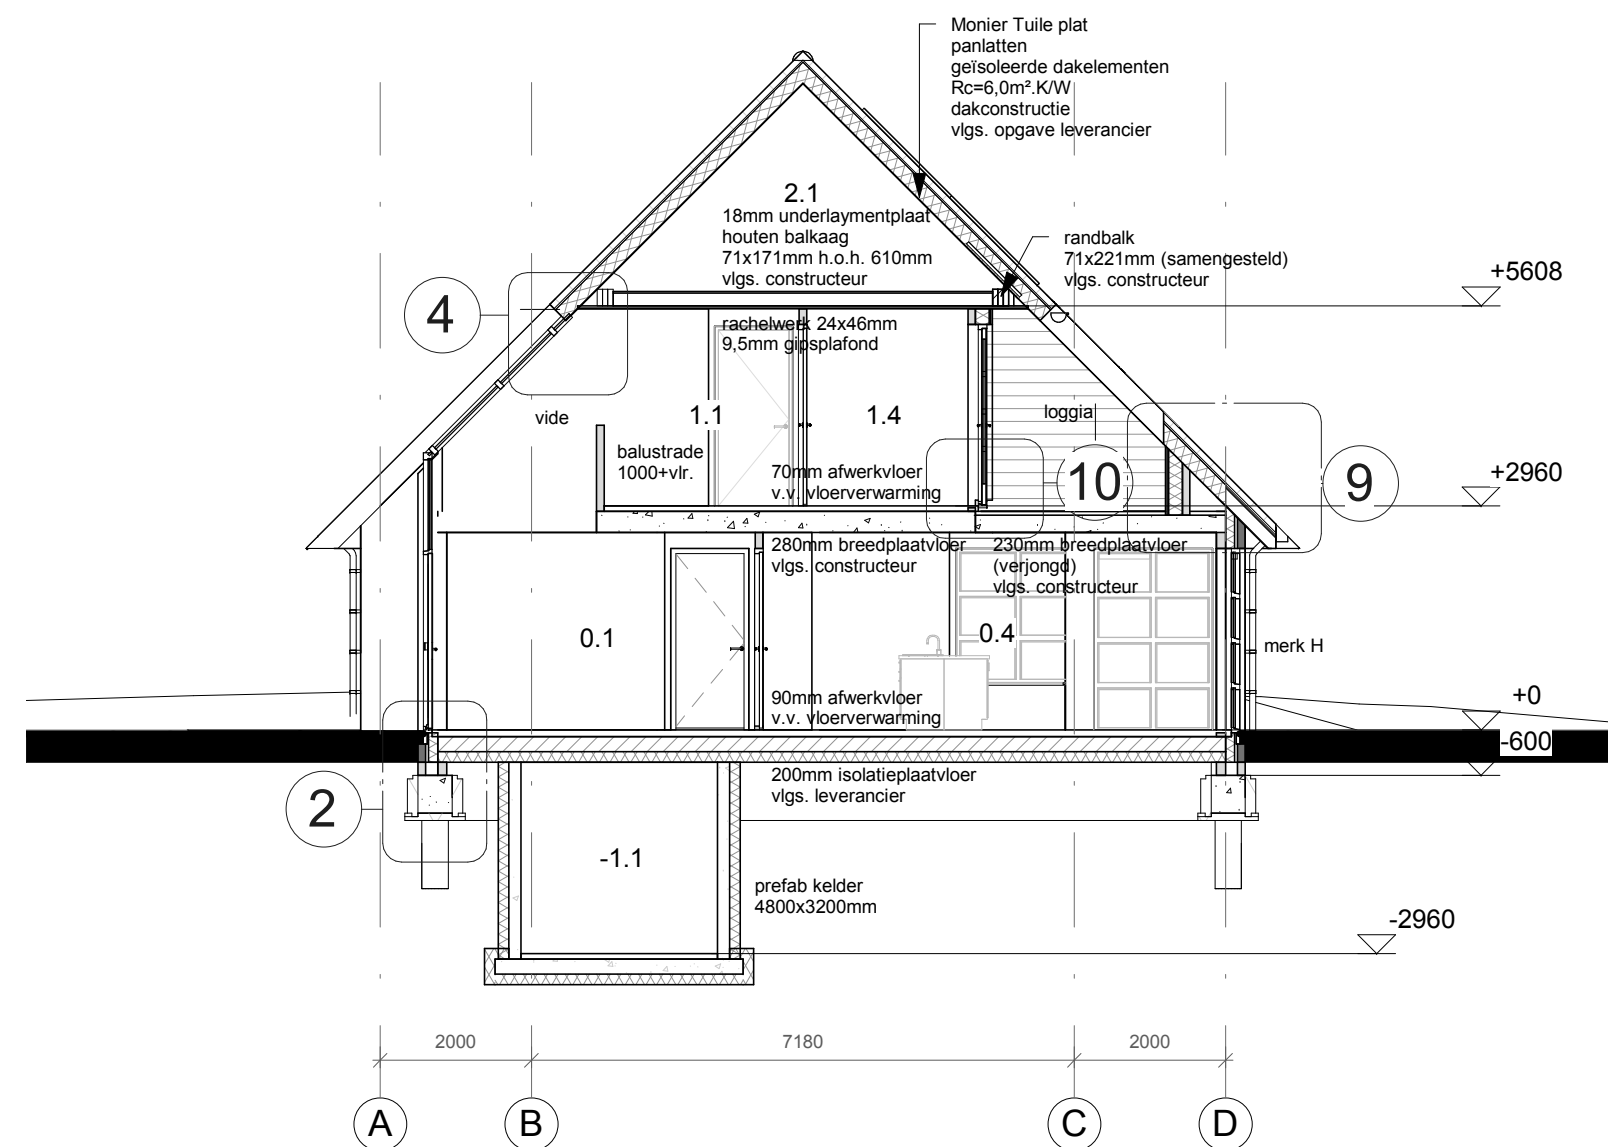 Monier Tuile plat
panlatten
geïsoleerde dakelementen
Rc=6,0m².K/W
dakconstructie
vlgs. opgave leverancier
2.1
18mm underlaymentplaat
houten balkaag
71x171mm h.o.h. 610mm
vlgs. constructeur
randbalk
71x221mm (samengesteld)
vlgs. constructeur
+5608
4
rachelwerk 24x46mm
9,5mm gipsplafond
vide
1.1
1.4
loggia
balustrade
1000+vlr.
70mm afwerkvloer
v.v. vloerverwarming
10
9
+2960
280mm breedplaatvloer
vlgs. constructeur
230mm breedplaatvloer
(verjongd)
vlgs. constructeur
0.1
0.4
merk H
90mm afwerkvloer
v.v. vloerverwarming
+0
-600
200mm isolatieplaatvloer
vlgs. leverancier
2
-1.1
prefab kelder
4800x3200mm
-2960
2000
7180
2000
A
B
C
D